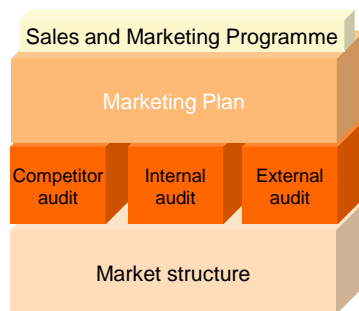 Sales and Marketing Programme
Marketing Plan
Competitor
audit
Internal
audit
External
audit
Market structure